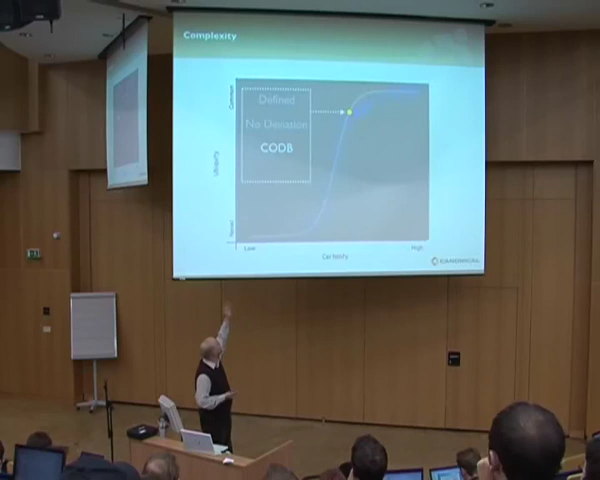 Complexity
Common
Defined
No Deviation
CODB
Ubiquity
Novel
Low
High
Certainty
CANONICAL